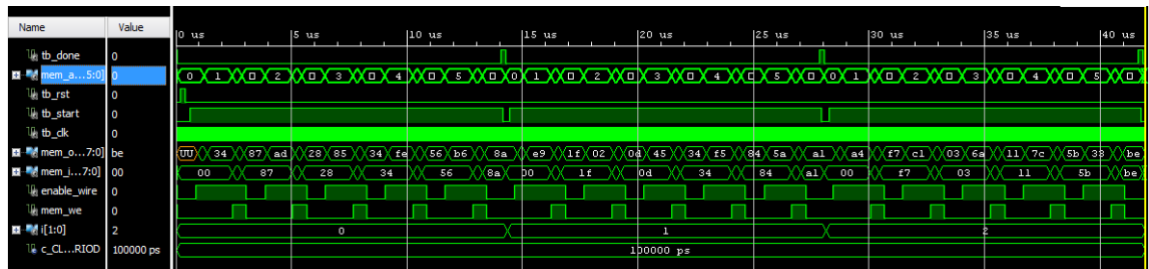 Name Value 0 us 5 us 10 us 15 us 20 us 25 us 30 us 35 us 40 us
tb_done 0
mem_a...5:0] 0 0 1 2 3 4 5 0 1 2 3 4 5 0 1 2 3 4 5
tb_rst 0
tb_start 0
tb_clk 0
mem_o...7:0] be UU 34 87 ad 28 85 34 fe 56 b6 8a e9 1f 02 0d 45 34 f5 84 5a a1 a4 f7 c1 03 6a 11 7c 5b 38 be
mem_i...7:0] 00 00 87 28 34 56 8a 00 1f 0d 34 84 a1 00 f7 03 11 5b be
enable_wire 0
mem_we 0
i[1:0] 2 0 1 2
c_CL...RIOD 100000 ps 100000 ps